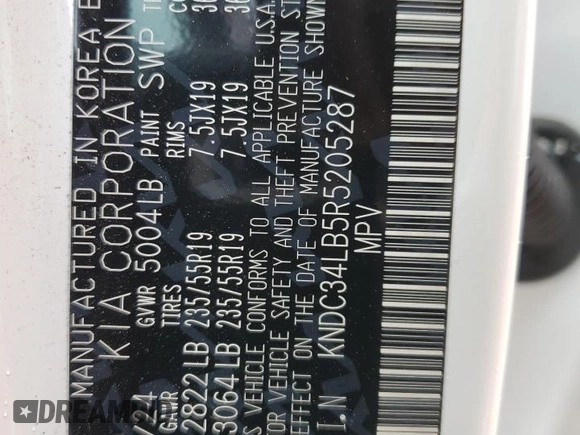 MANUFACTURED IN KOREA
KIA CORPORATION
GVWR 5004LB PAINT SWP
GAWR TIRES RIMS
2822LB 235/55R19 7.5JX19
3064LB 235/55R19 7.5JX19
VEHICLE CONFORMS TO ALL APPLICABLE U.S.A.
VEHICLE SAFETY AND THEFT PREVENTION
EFFECT ON THE DATE OF MANUFACTURE SHOWN
KNDC34LB5R5205287
MPV
DREAMBID